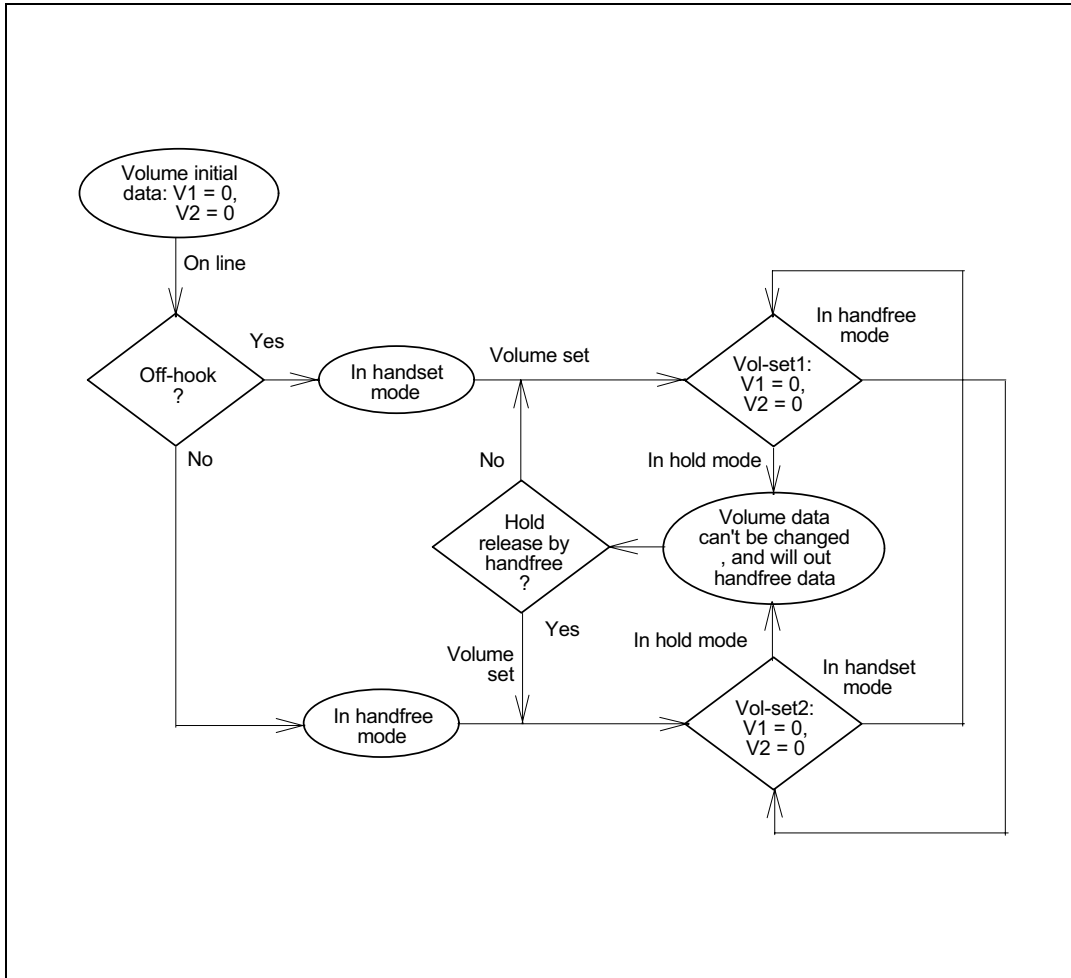 Volume initial
data: V1 = 0,
V2 = 0
On line
Off-hook
?
Yes
No
In handset
mode
Volume set
Vol-set1:
V1 = 0,
V2 = 0
In handfree
mode
In hold mode
Volume data
can't be changed
, and will out
handfree data
Hold
release by
handfree
?
No
Yes
Volume
set
In handfree
mode
In hold mode
Vol-set2:
V1 = 0,
V2 = 0
In handset
mode